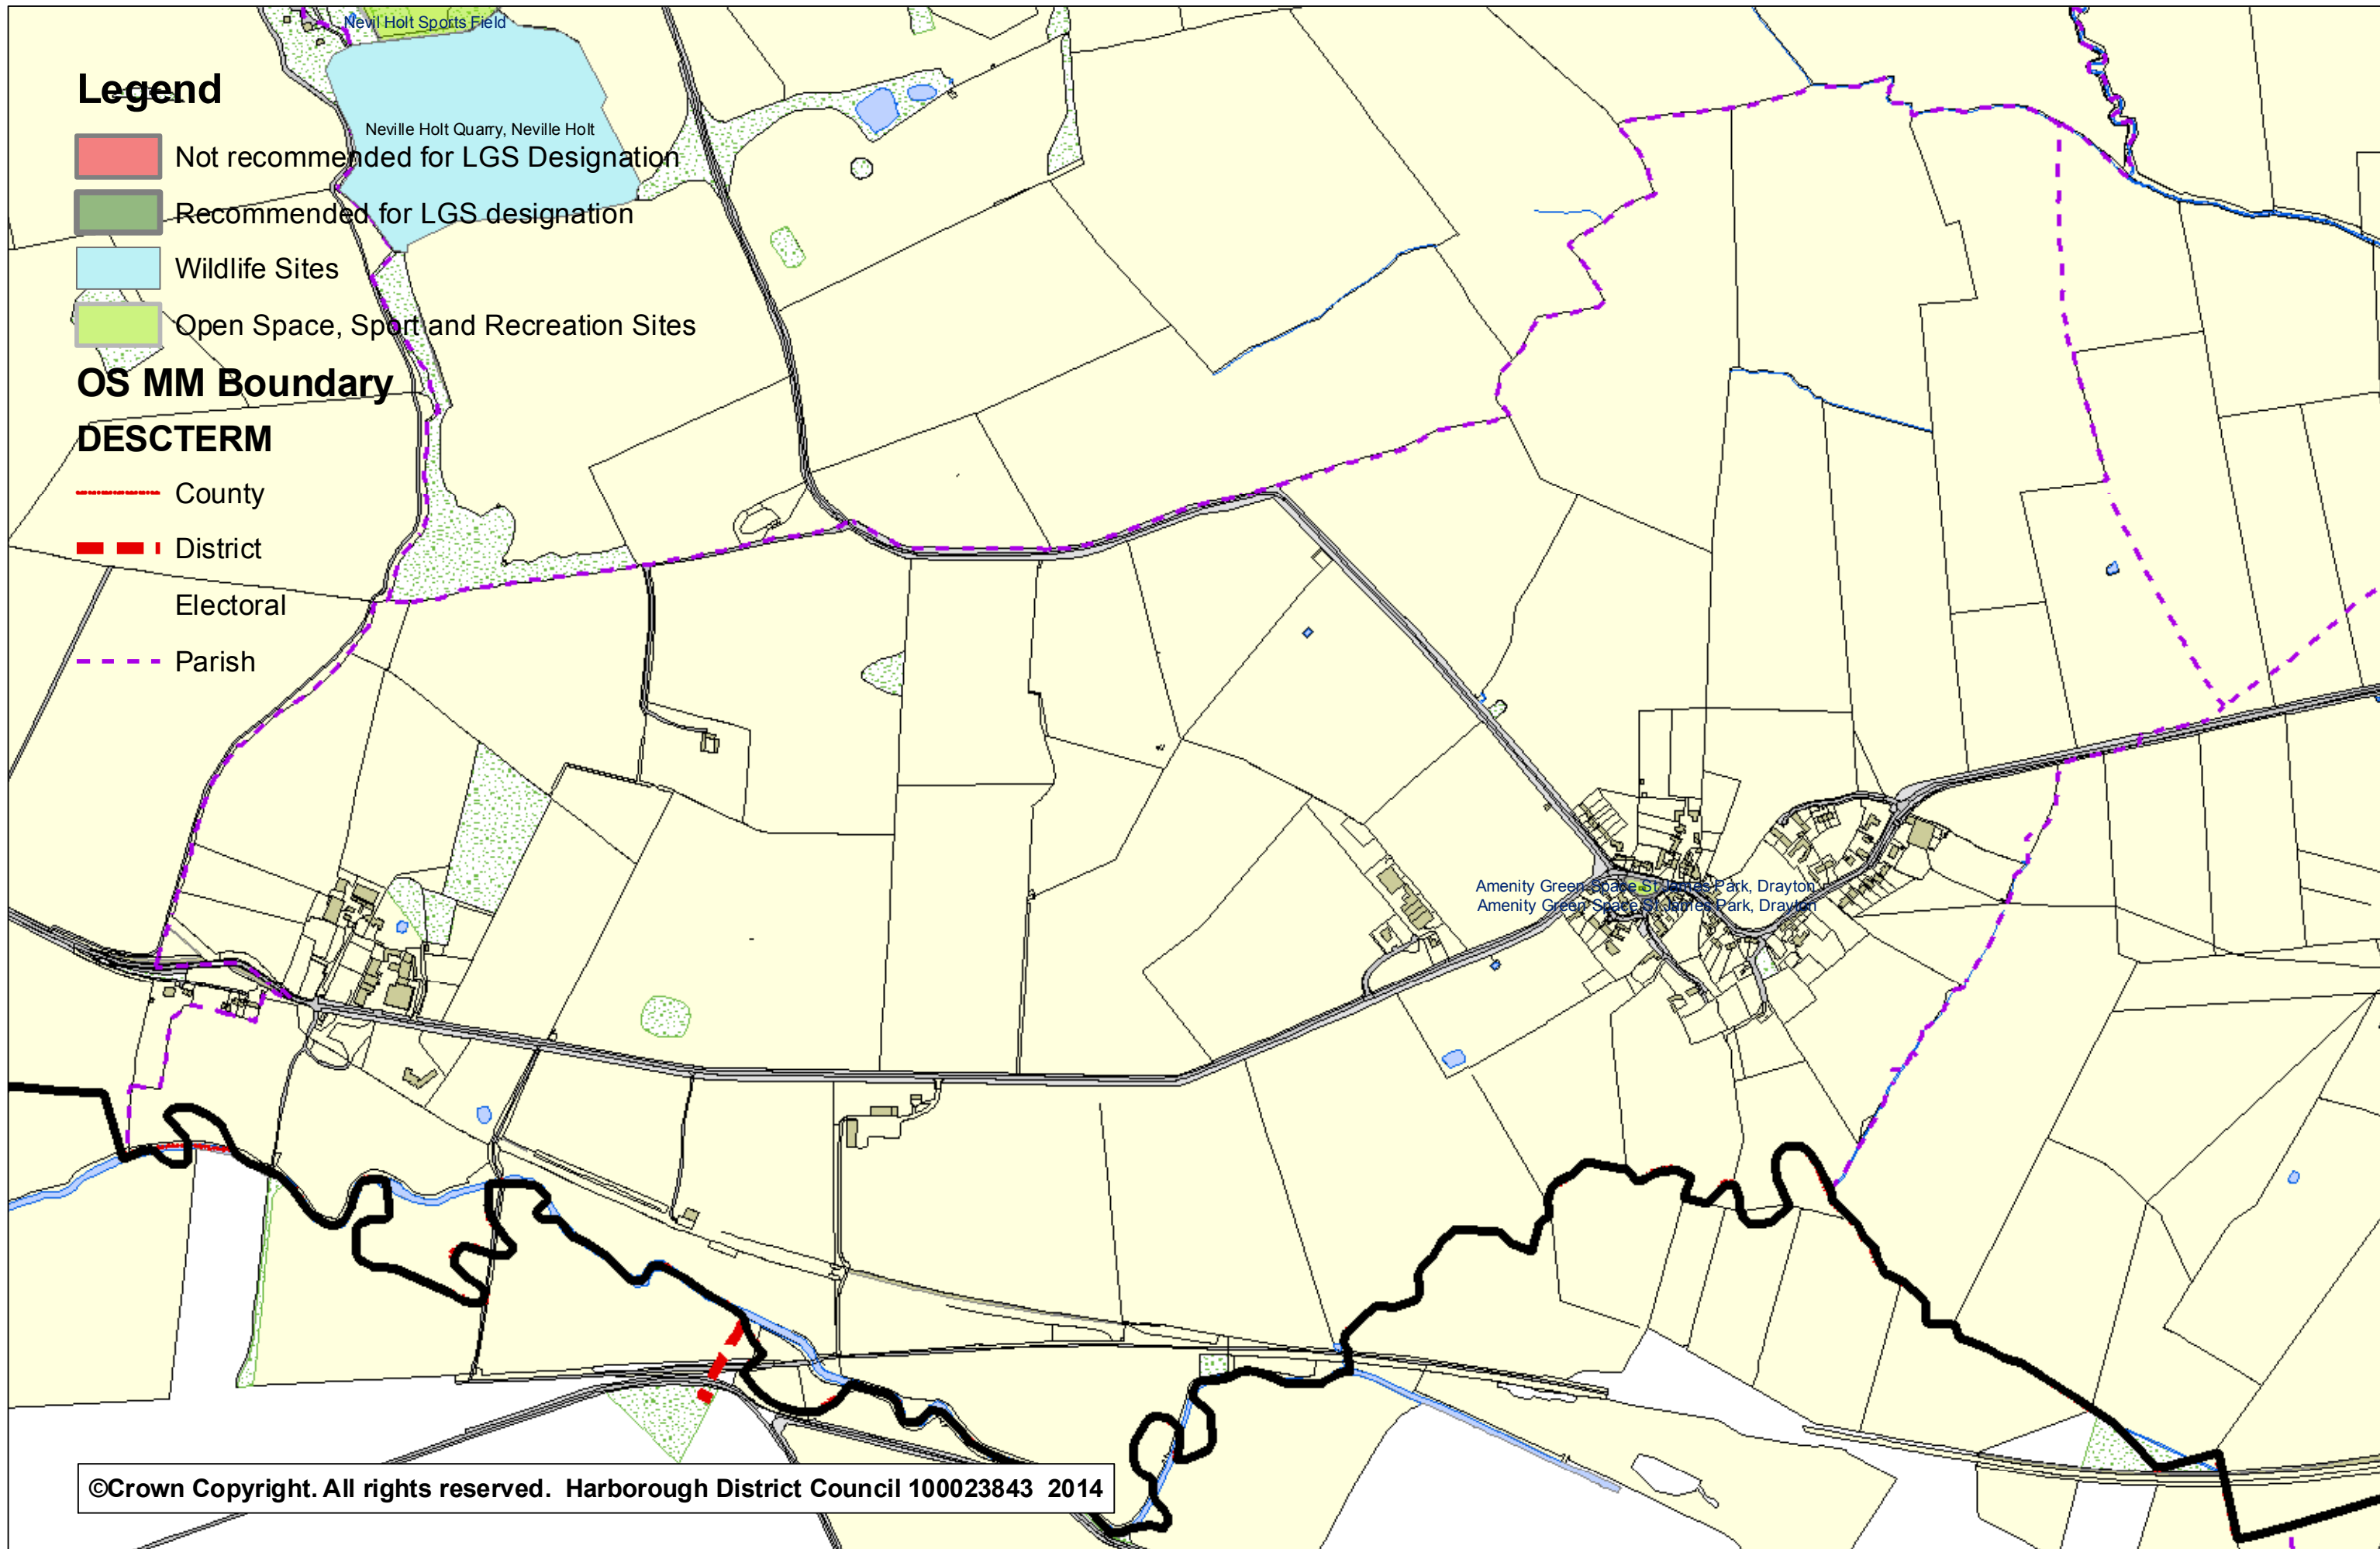 Nevil Holt Sports Field
Legend
Neville Holt Quarry, Neville Holt
Not recommended for LGS Designation
Recommended for LGS designation
Wildlife Sites
Open Space, Sport and Recreation Sites
OS MM Boundary
DESCTERM
County
District
Electoral
Parish
Amenity Green Space St James Park, Drayton
Amenity Green Space St James Park, Drayton
©Crown Copyright. All rights reserved. Harborough District Council 100023843 2014